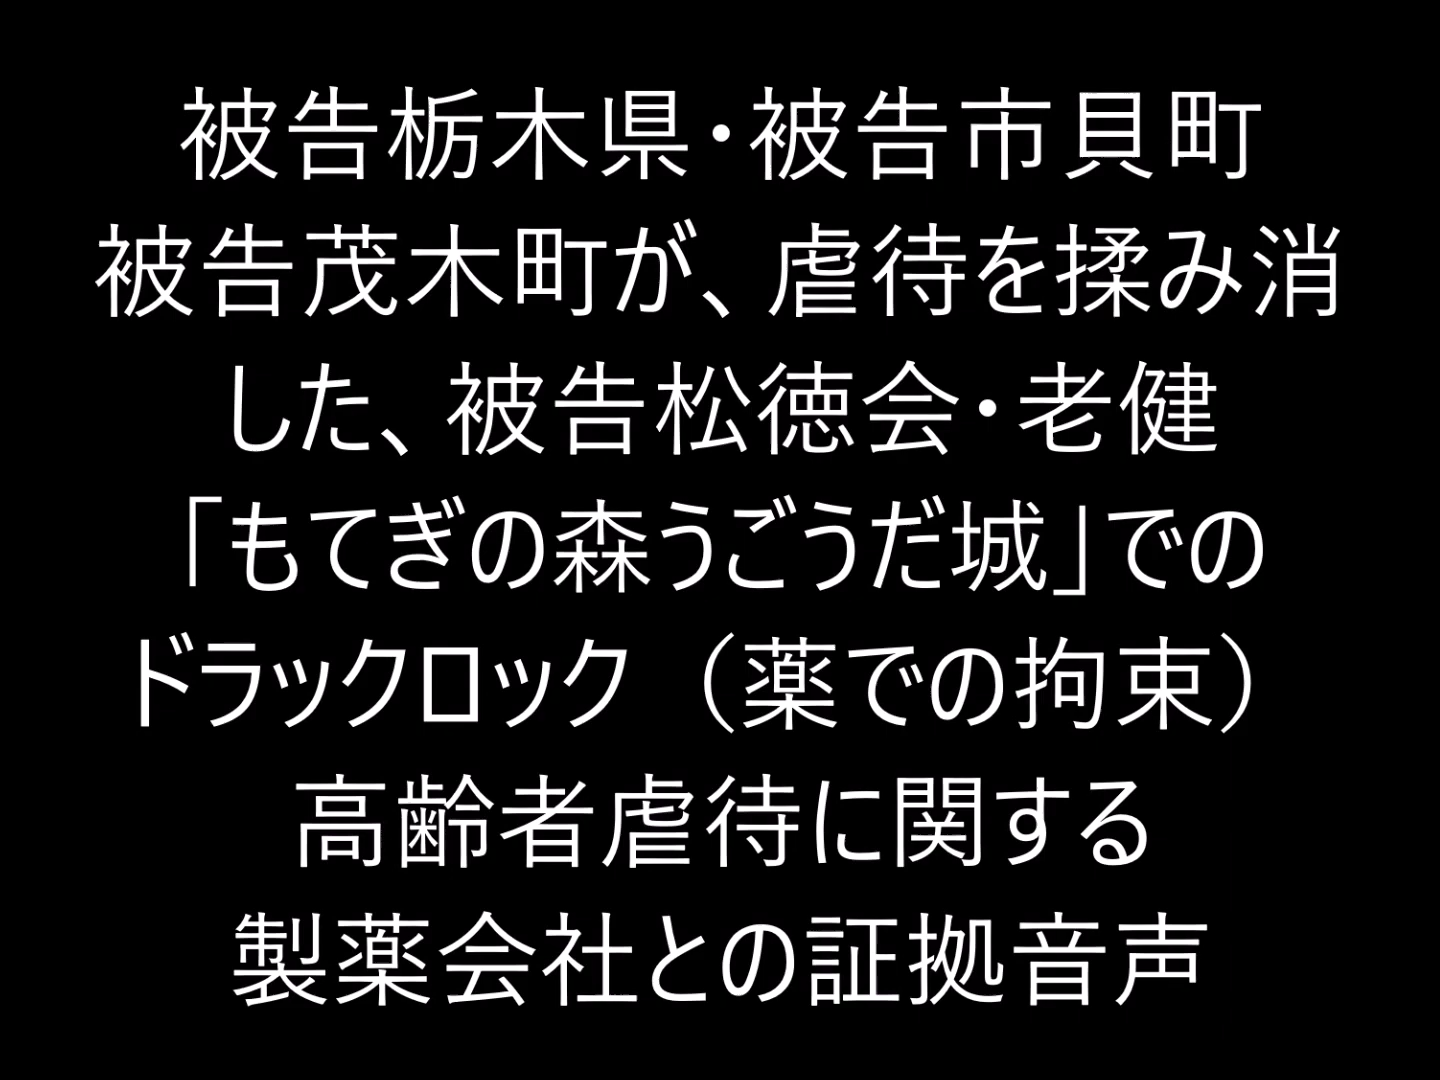 被告栃木県・被告市貝町
被告茂木町が、虐待を揉み消
した、被告松徳会・老健
「もてぎの森うごうだ城」での
ドラックロック（薬での拘束）
高齢者虐待に関する
製薬会社との証拠音声